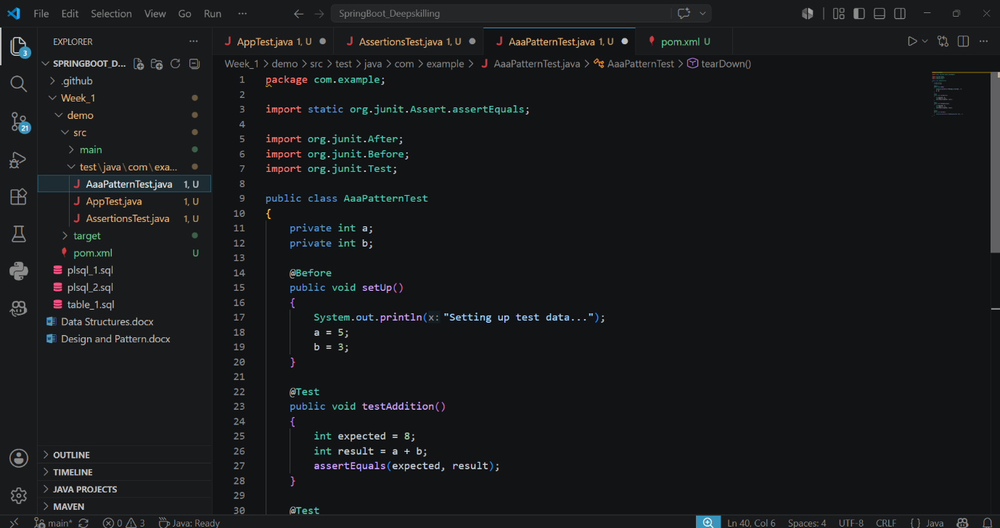 File Edit Selection View Go Run ··· SpringBoot_Deepskilling
EXPLORER ···
AppTest.java 1, U
AssertionsTest.java 1, U
AaaPatternTest.java 1, U
pom.xml U
SPRINGBOOT_D...
Week_1 > demo > src > test > java > com > example > AaaPatternTest.java > AaaPatternTest > tearDown()
3
21
.github
Week_1
demo
src
main
test\java\com\exa...
AaaPatternTest.java 1, U
AppTest.java 1, U
AssertionsTest.java 1, U
target
pom.xml U
plsql_1.sql
plsql_2.sql
table_1.sql
Data Structures.docx
Design and Pattern.docx
OUTLINE
TIMELINE
JAVA PROJECTS
MAVEN
1 package com.example;
2
3 import static org.junit.Assert.assertEquals;
4
5 import org.junit.After;
6 import org.junit.Before;
7 import org.junit.Test;
8
9 public class AaaPatternTest
10 {
11 private int a;
12 private int b;
13
14 @Before
15 public void setUp()
16 {
17 System.out.println(x: "Setting up test data...");
18 a = 5;
19 b = 3;
20 }
21
22 @Test
23 public void testAddition()
24 {
25 int expected = 8;
26 int result = a + b;
27 assertEquals(expected, result);
28 }
29
30 @Test
main* 0 3 Java: Ready Ln 40, Col 6 Spaces: 4 UTF-8 CRLF { } Java